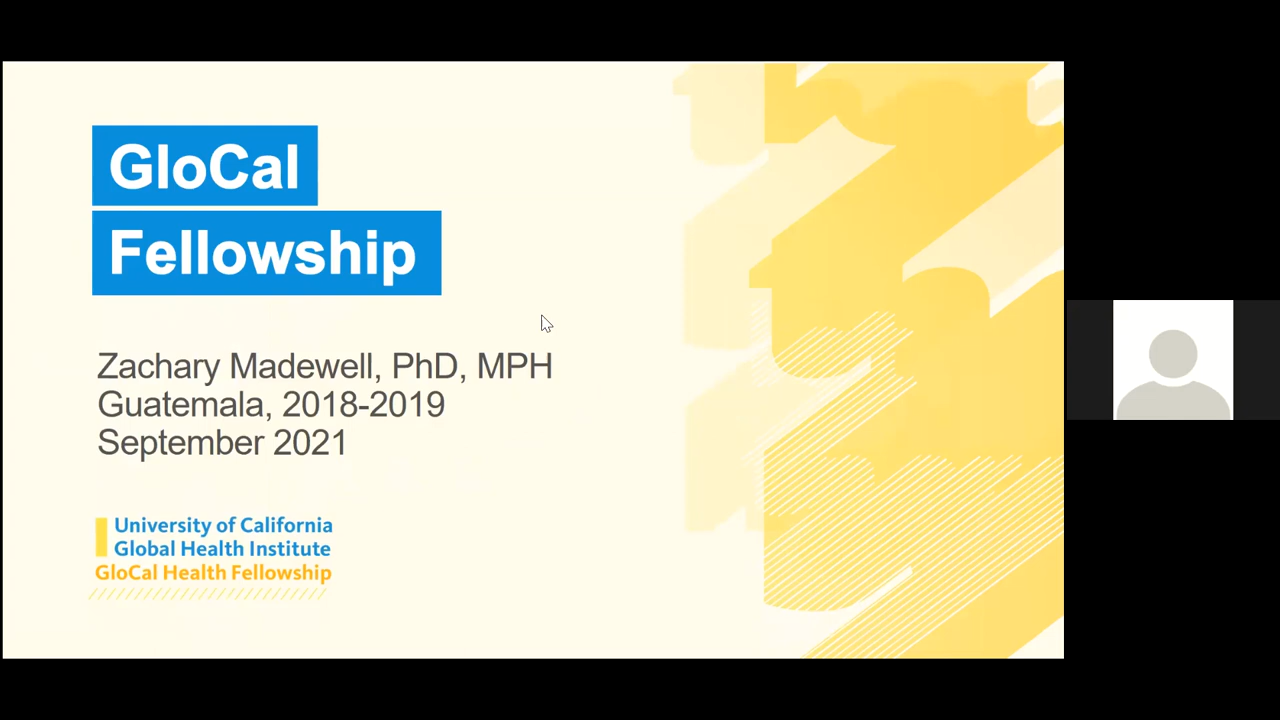 GloCal
Fellowship
Zachary Madewell, PhD, MPH
Guatemala, 2018-2019
September 2021
University of California
Global Health Institute
GloCal Health Fellowship